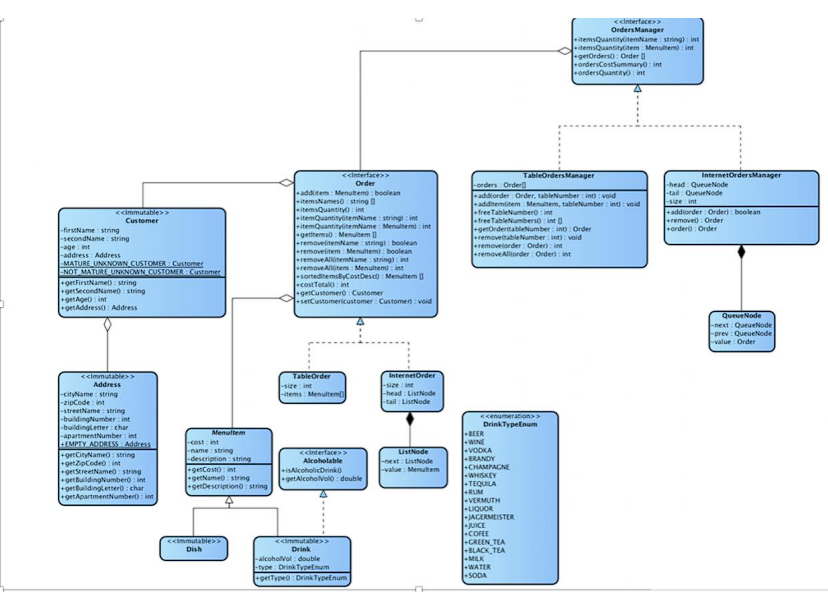 <<Interface>>
OrdersManager
+itemsQuantity(itemName : string) : int
+itemsQuantity(item : MenuItem) : int
+getOrders() : Order []
+ordersCostSummary() : int
+ordersQuantity() : int
<<Interface>>
Order
+add(item : MenuItem) : boolean
+itemsNames() : string []
+itemsQuantity() : int
+itemQuantity(itemName : string) : int
+itemQuantity(itemName : MenuItem) : int
+getItems() : MenuItem []
+remove(itemName : string) : boolean
+remove(item : MenuItem) : boolean
+removeAll(itemName : string) : int
+removeAll(item : MenuItem) : int
+sortedItemsByCostDesc() : MenuItem []
+costTotal() : int
+getCustomer() : Customer
+setCustomer(customer : Customer) : void
TableOrdersManager
-orders : Order[]
+add(order : Order, tableNumber : int) : void
+addItem(item : MenuItem, tableNumber : int) : void
+freeTableNumber() : int
+freeTableNumbers() : int []
+getOrder(tableNumber : int) : Order
+remove(tableNumber : int) : void
+remove(order : Order) : int
+removeAll(order : Order) : int
InternetOrdersManager
-head : QueueNode
-tail : QueueNode
-size : int
+add(order : Order) : boolean
+remove() : Order
+order() : Order
<<Immutable>>
Customer
-firstName : string
-secondName : string
-age : int
-address : Address
-MATURE_UNKNOWN_CUSTOMER : Customer
-NOT_MATURE_UNKNOWN_CUSTOMER : Customer
+getFirstName() : string
+getSecondName() : string
+getAge() : int
+getAddress() : Address
QueueNode
-next : QueueNode
-prev : QueueNode
-value : Order
<<Immutable>>
Address
-cityName : string
-zipCode : int
-streetName : string
-buildingNumber : int
-buildingLetter : char
-apartmentNumber : int
+EMPTY_ADDRESS : Address
+getCityName() : string
+getZipCode() : int
+getStreetName() : string
+getBuildingNumber() : int
+getBuildingLetter() : char
+getApartmentNumber() : int
TableOrder
-size : int
-items : MenuItem[]
InternetOrder
-size : int
-head : ListNode
-tail : ListNode
MenuItem
-cost : int
-name : string
-description : string
+getCost() : int
+getName() : string
+getDescription() : string
<<Interface>>
Alcoholable
+isAlcoholicDrink()
+getAlcoholVol() : double
ListNode
-next : ListNode
-value : MenuItem
<<enumeration>>
DrinkTypeEnum
+BEER
+WINE
+VODKA
+BRANDY
+CHAMPAGNE
+WHISKEY
+TEQUILA
+RUM
+VERMUTH
+LIQUOR
+JAGERMEISTER
+JUICE
+COFEE
+GREEN_TEA
+BLACK_TEA
+MILK
+WATER
+SODA
<<Immutable>>
Dish
<<Immutable>>
Drink
-alcoholVol : double
-type : DrinkTypeEnum
+getType() : DrinkTypeEnum